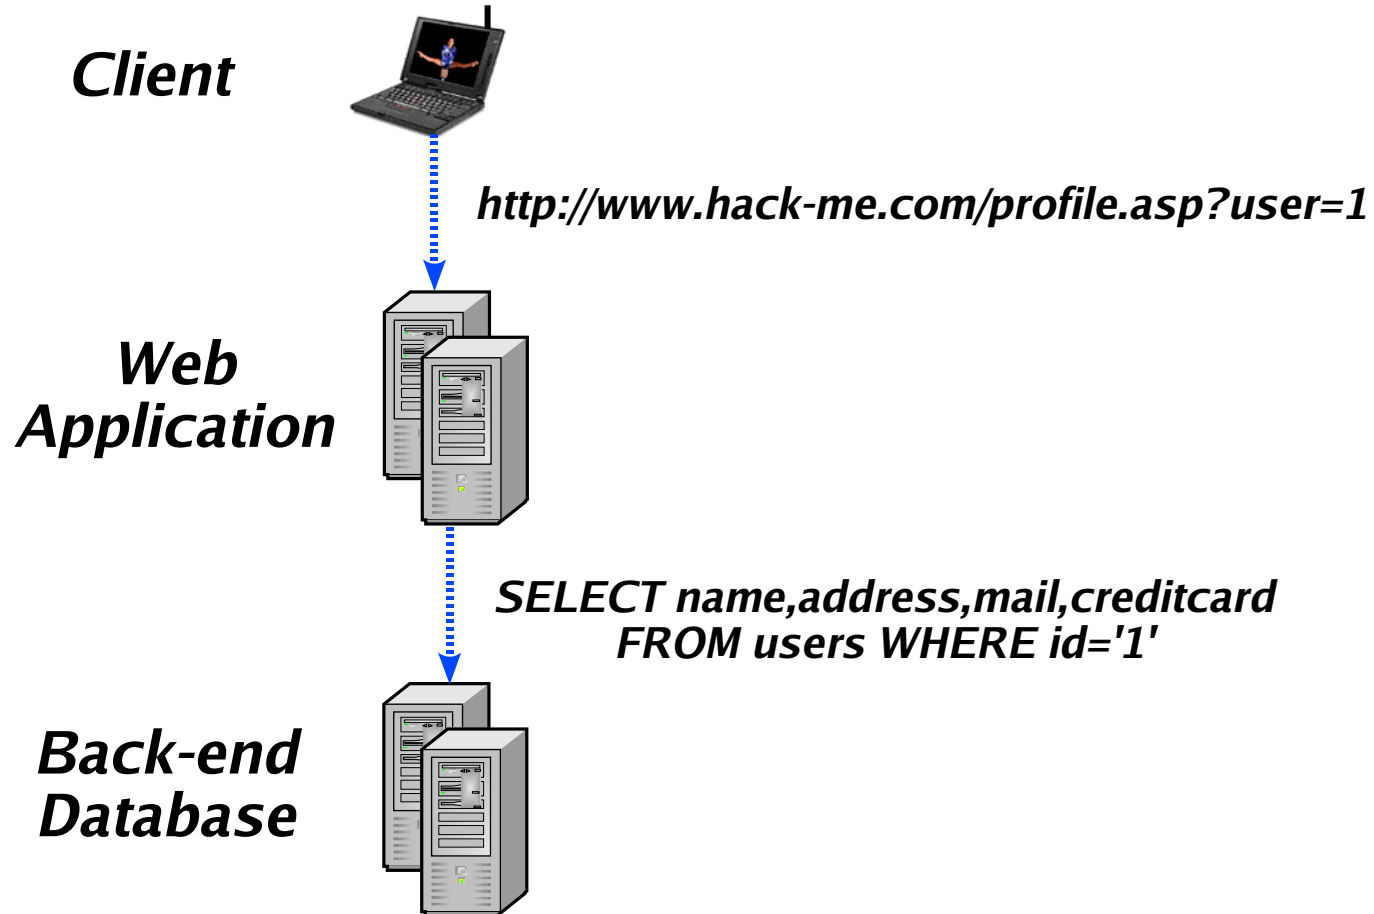 Client
http://www.hack-me.com/profile.asp?user=1
Web
Application
SELECT name,address,mail,creditcard
FROM users WHERE id='1'
Back-end
Database